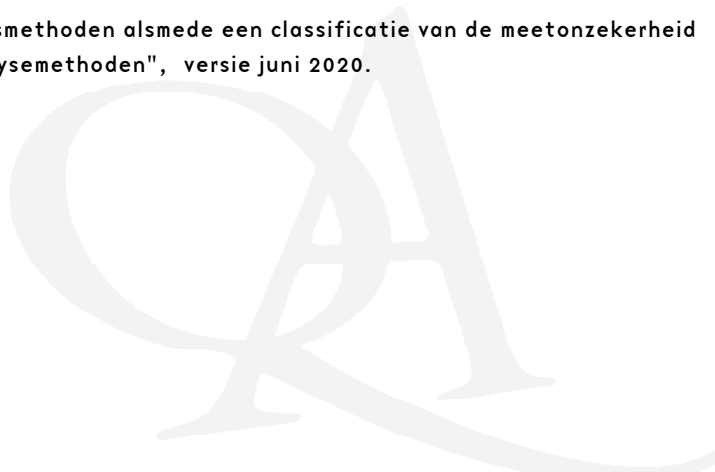 smethoden alsmede een classificatie van de meetonzekerheid
ysemethoden", versie juni 2020.